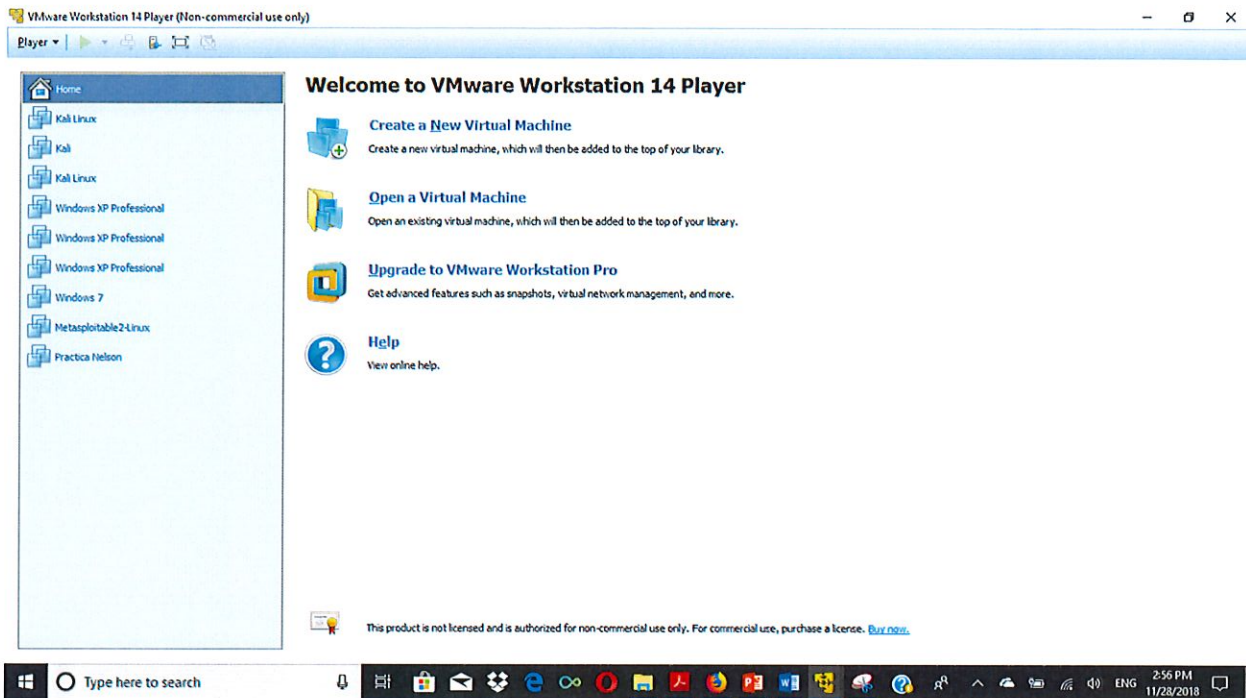 VMware Workstation 14 Player (Non-commercial use only)
Player
Home
Kali Linux
Kali
Kali Linux
Windows XP Professional
Windows XP Professional
Windows XP Professional
Windows 7
Metasploitable2-Linux
Practica Nelson
Welcome to VMware Workstation 14 Player
Create a New Virtual Machine
Create a new virtual machine, which will then be added to the top of your library.
Open a Virtual Machine
Open an existing virtual machine, which will then be added to the top of your library.
Upgrade to VMware Workstation Pro
Get advanced features such as snapshots, virtual network management, and more.
Help
View online help.
This product is not licensed and is authorized for non-commercial use only. For commercial use, purchase a license. Buy now.
Type here to search
ENG
2:56 PM
11/28/2018